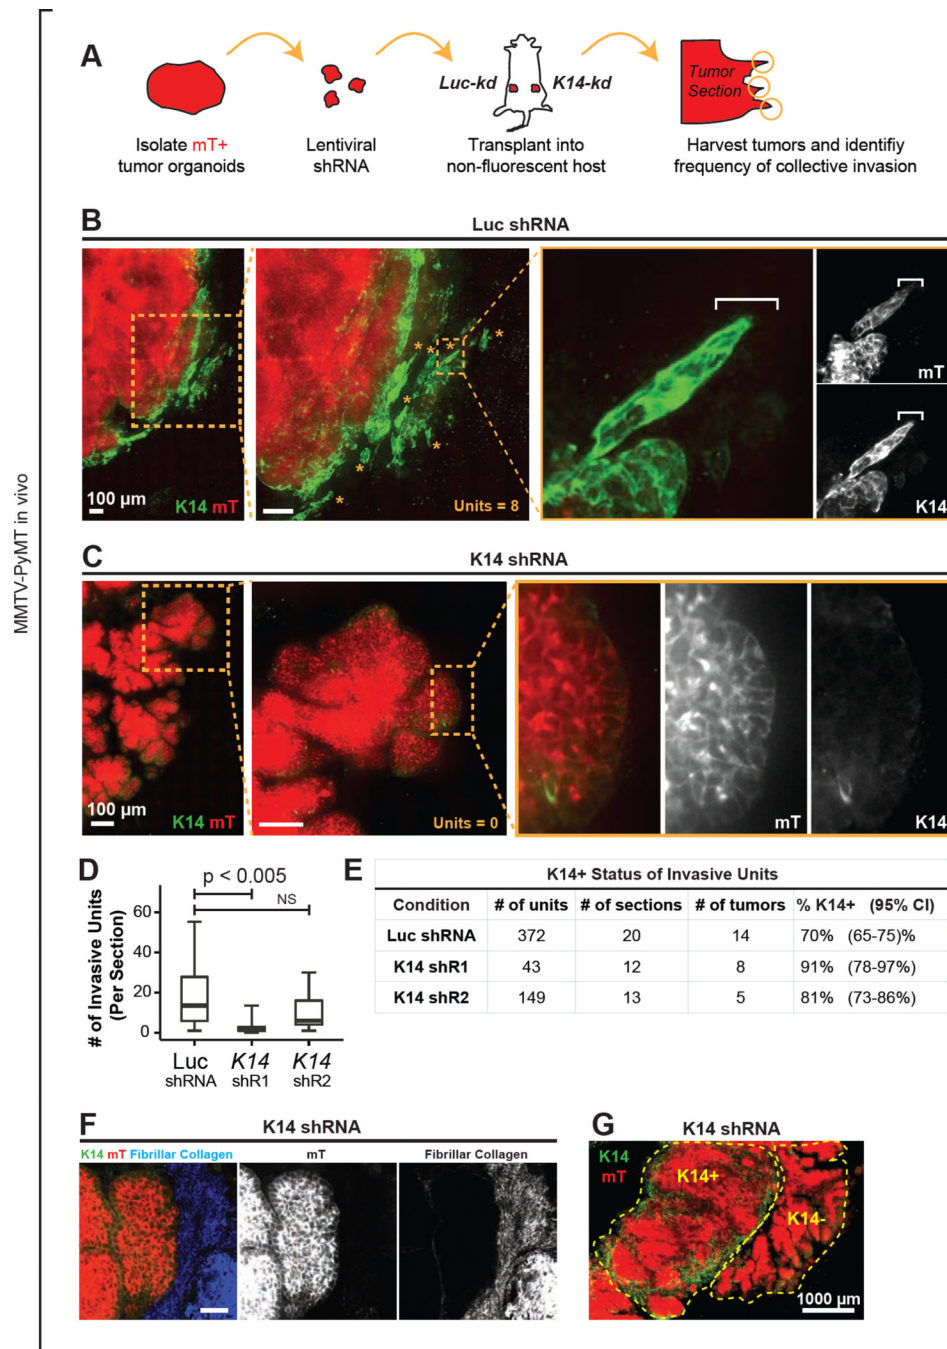 MMTV-PyMT in vivo
A
Luc-kd
K14-kd
Tumor
Section
Isolate mT+
tumor organoids
Lentiviral
shRNA
Transplant into
non-fluorescent host
Harvest tumors and identifiy
frequency of collective invasion
B
Luc shRNA
100 µm
K14 mT
Units = 8
mT
K14
*
*
*
*
*
*
*
*
C
K14 shRNA
100 µm
K14 mT
Units = 0
mT
K14
D
p < 0.005
NS
# of Invasive Units
(Per Section)
60
40
20
0
Luc
shRNA
K14
shR1
K14
shR2
E
K14+ Status of Invasive Units
Condition # of units # of sections # of tumors % K14+ (95% CI)
Luc shRNA 372 20 14 70% (65-75)%
K14 shR1 43 12 8 91% (78-97%)
K14 shR2 149 13 5 81% (73-86%)
F
K14 shRNA
K14 mT Fibrillar Collagen
mT
Fibrillar Collagen
G
K14 shRNA
K14
mT
K14+
K14-
1000 µm